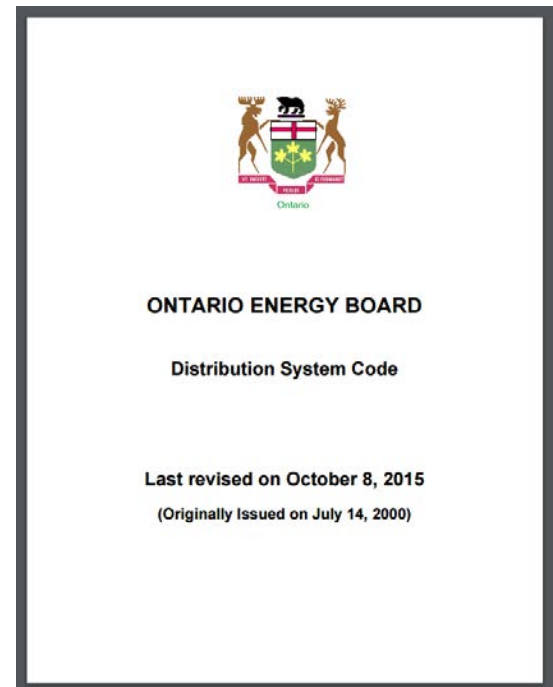 Ontario
ONTARIO ENERGY BOARD
Distribution System Code
Last revised on October 8, 2015
(Originally Issued on July 14, 2000)